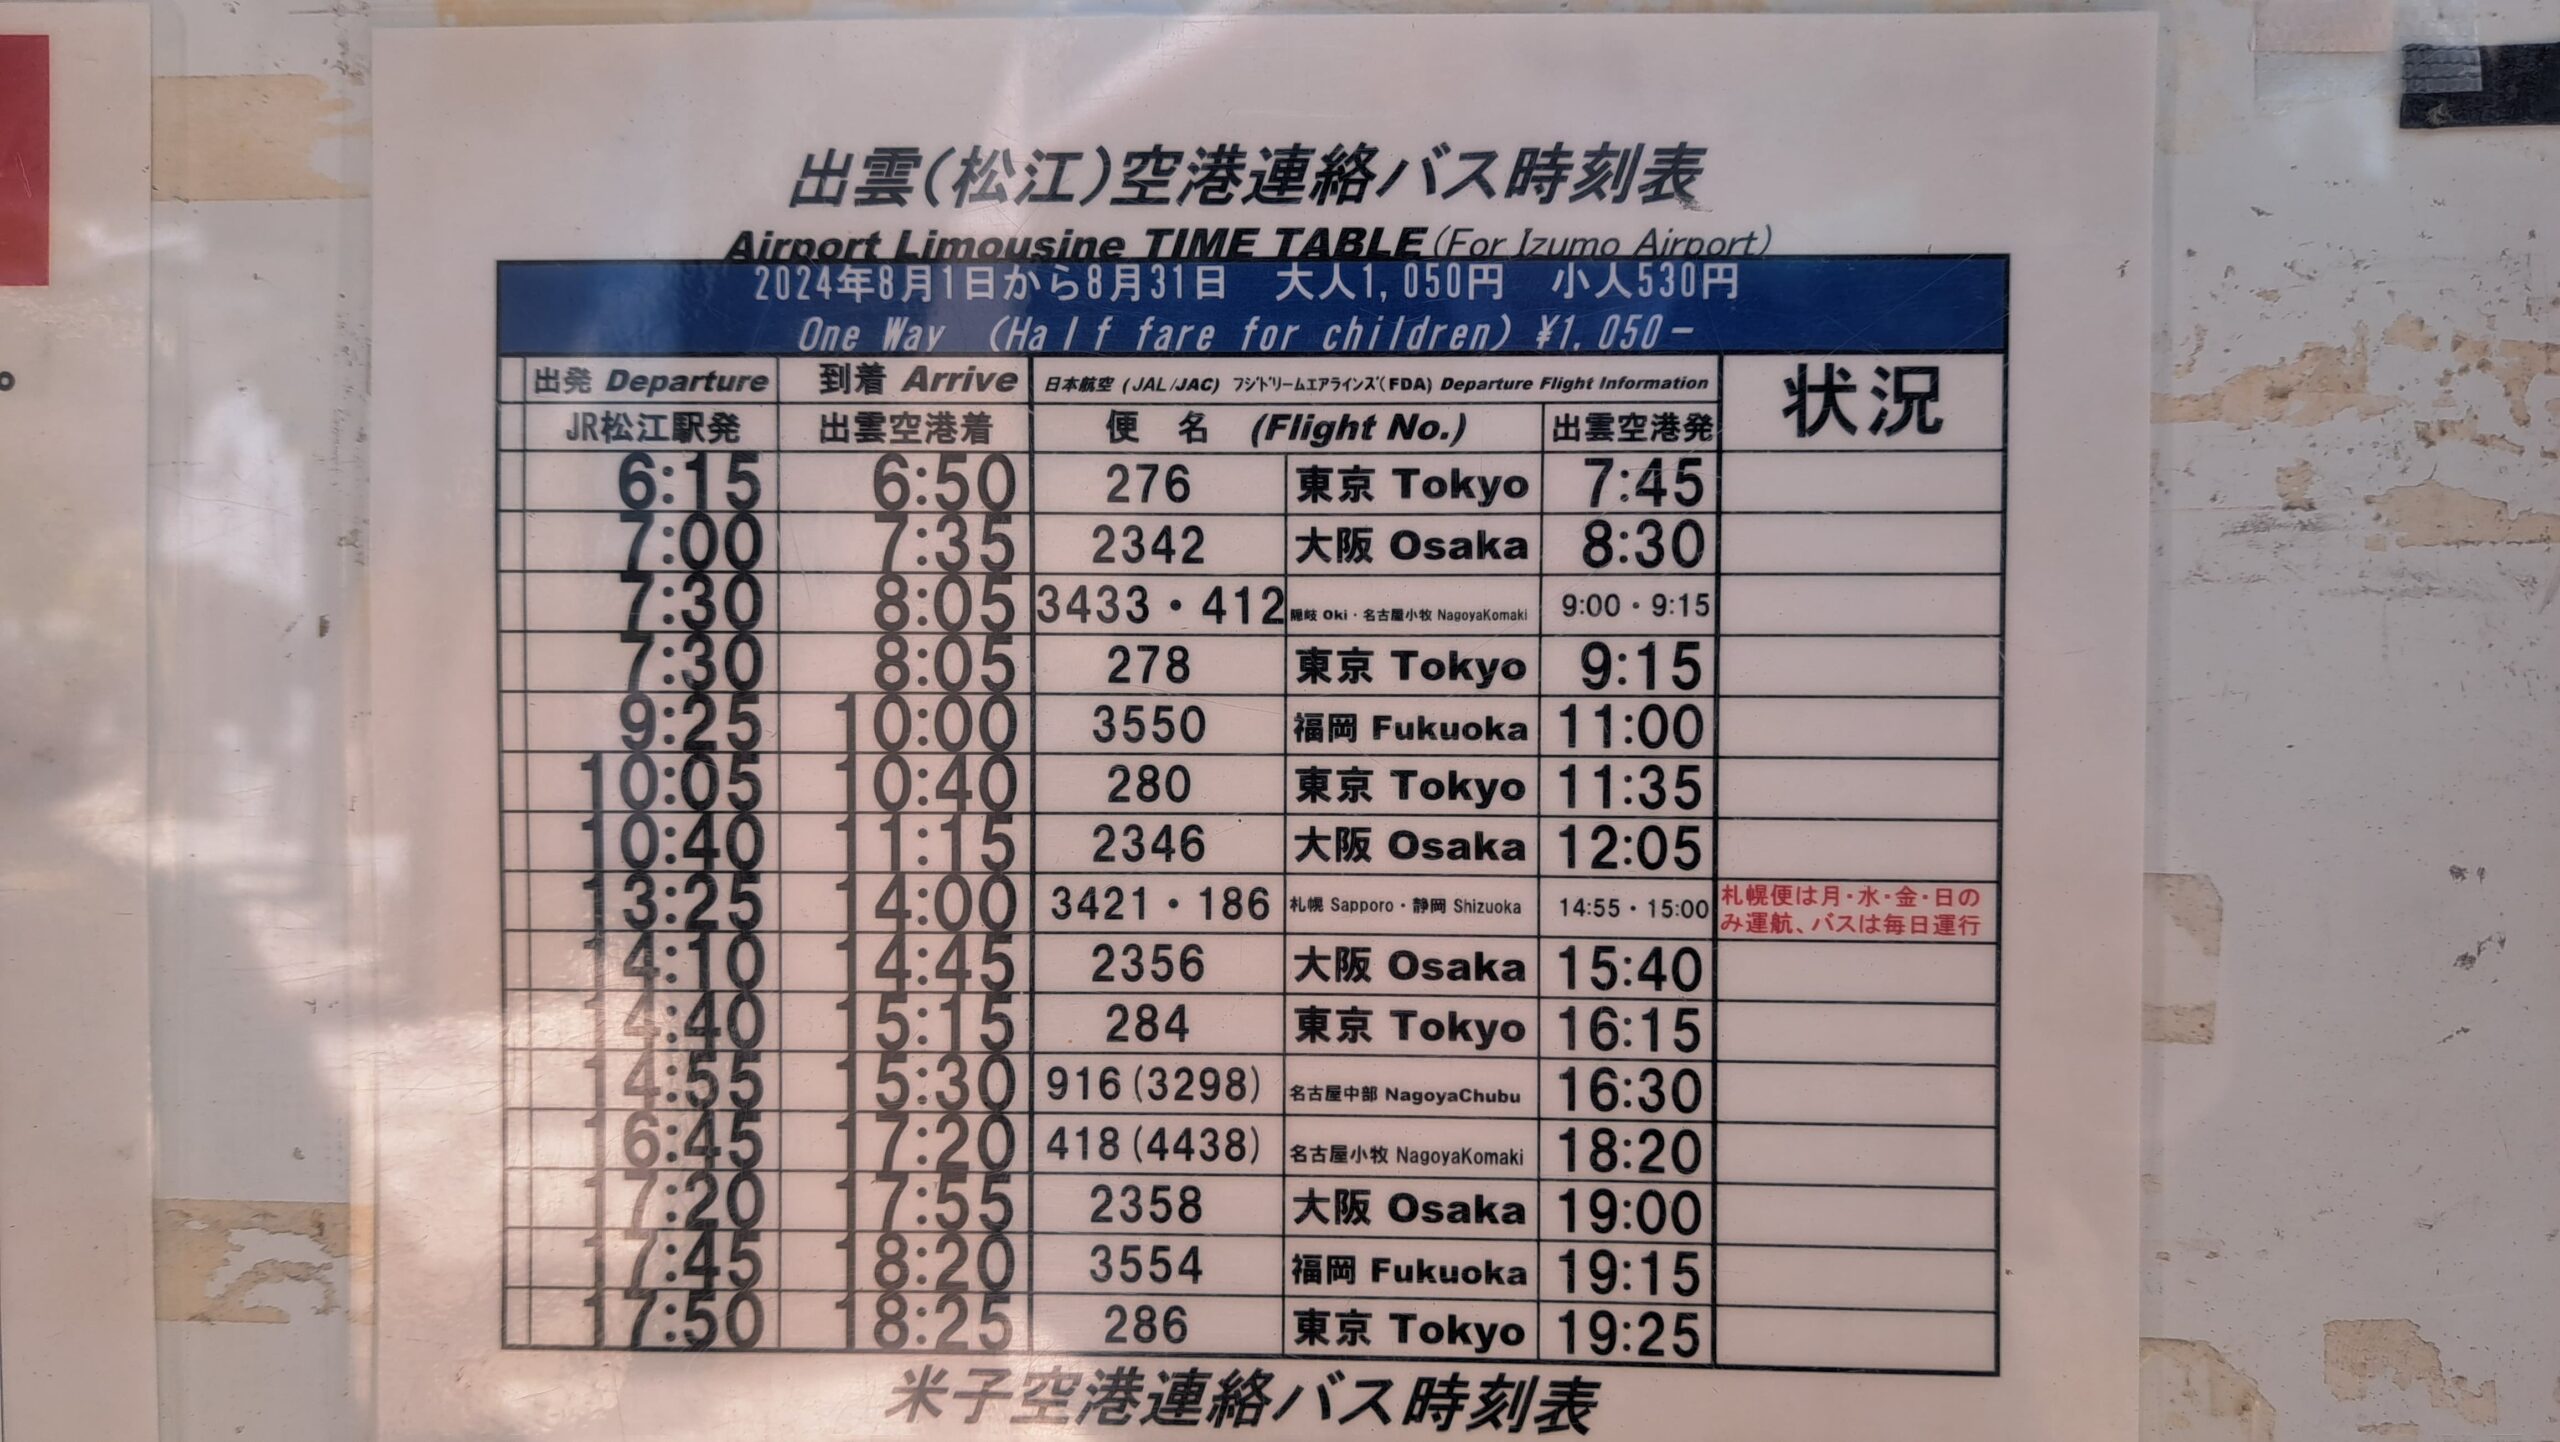 出雲(松江)空港連絡バス時刻表
Airport Limousine TIME TABLE(For Izumo Airport)
2024年8月1日から8月31日 大人1,050円 小人530円
One Way (Half fare for children) ¥1,050-
出発 Departure 到着 Arrive 日本航空 (JAL/JAC) フジドリームエアラインズ(FDA) Departure Flight Information 状況
JR松江駅発 出雲空港着 便 名 (Flight No.) 出雲空港発
6:15 6:50 276 東京 Tokyo 7:45
7:00 7:35 2342 大阪 Osaka 8:30
7:30 8:05 3433・412 隠岐 Oki・名古屋小牧 NagoyaKomaki 9:00・9:15
7:30 8:05 278 東京 Tokyo 9:15
9:25 10:00 3550 福岡 Fukuoka 11:00
10:05 10:40 280 東京 Tokyo 11:35
10:40 11:15 2346 大阪 Osaka 12:05
13:25 14:00 3421・186 札幌 Sapporo・静岡 Shizuoka 14:55・15:00 札幌便は月・水・金・日の
み運航、バスは毎日運行
14:10 14:45 2356 大阪 Osaka 15:40
14:40 15:15 284 東京 Tokyo 16:15
14:55 15:30 916(3298) 名古屋中部 NagoyaChubu 16:30
16:45 17:20 418(4438) 名古屋小牧 NagoyaKomaki 18:20
17:20 17:55 2358 大阪 Osaka 19:00
17:45 18:20 3554 福岡 Fukuoka 19:15
17:50 18:25 286 東京 Tokyo 19:25
米子空港連絡バス時刻表